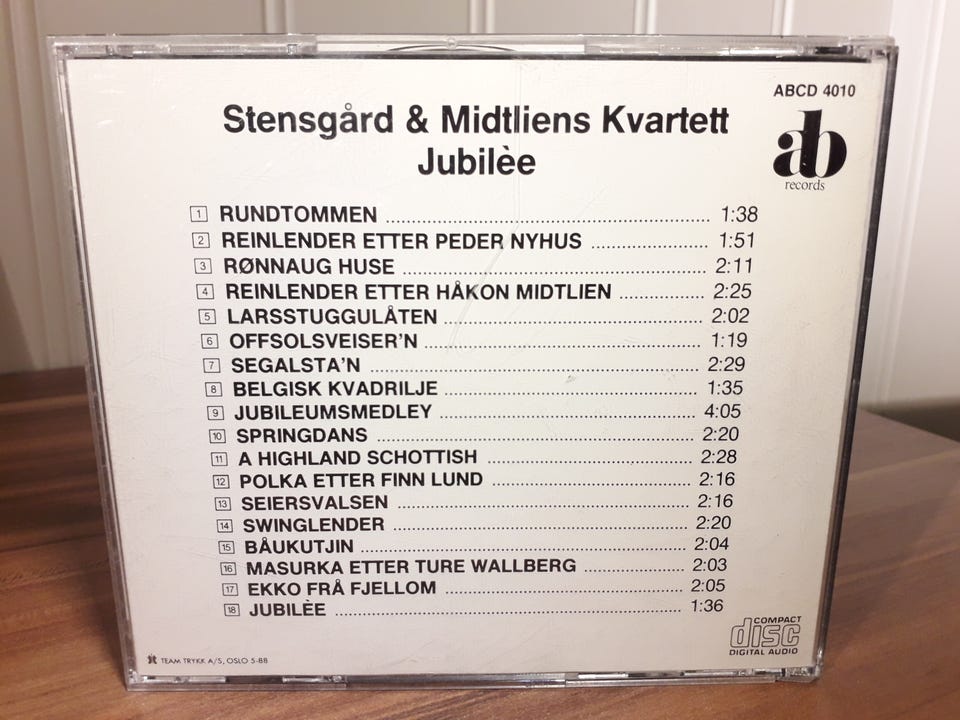 ABCD 4010
Stensgård & Midtliens Kvartett
Jubilèe
ab
records
1 RUNDTOMMEN 1:38
2 REINLENDER ETTER PEDER NYHUS 1:51
3 RØNNAUG HUSE 2:11
4 REINLENDER ETTER HÅKON MIDTLIEN 2:25
5 LARSSTUGGULÅTEN 2:02
6 OFFSOLSVEISER'N 1:19
7 SEGALSTA'N 2:29
8 BELGISK KVADRILJE 1:35
9 JUBILEUMSMEDLEY 4:05
10 SPRINGDANS 2:20
11 A HIGHLAND SCHOTTISH 2:28
12 POLKA ETTER FINN LUND 2:16
13 SEIERSVALSEN 2:16
14 SWINGLENDER 2:20
15 BÅUKUTJIN 2:04
16 MASURKA ETTER TURE WALLBERG 2:03
17 EKKO FRÅ FJELLOM 2:05
18 JUBILÈE 1:36
COMPACT
disc
DIGITAL AUDIO
TEAM TRYKK A/S, OSLO 5-88